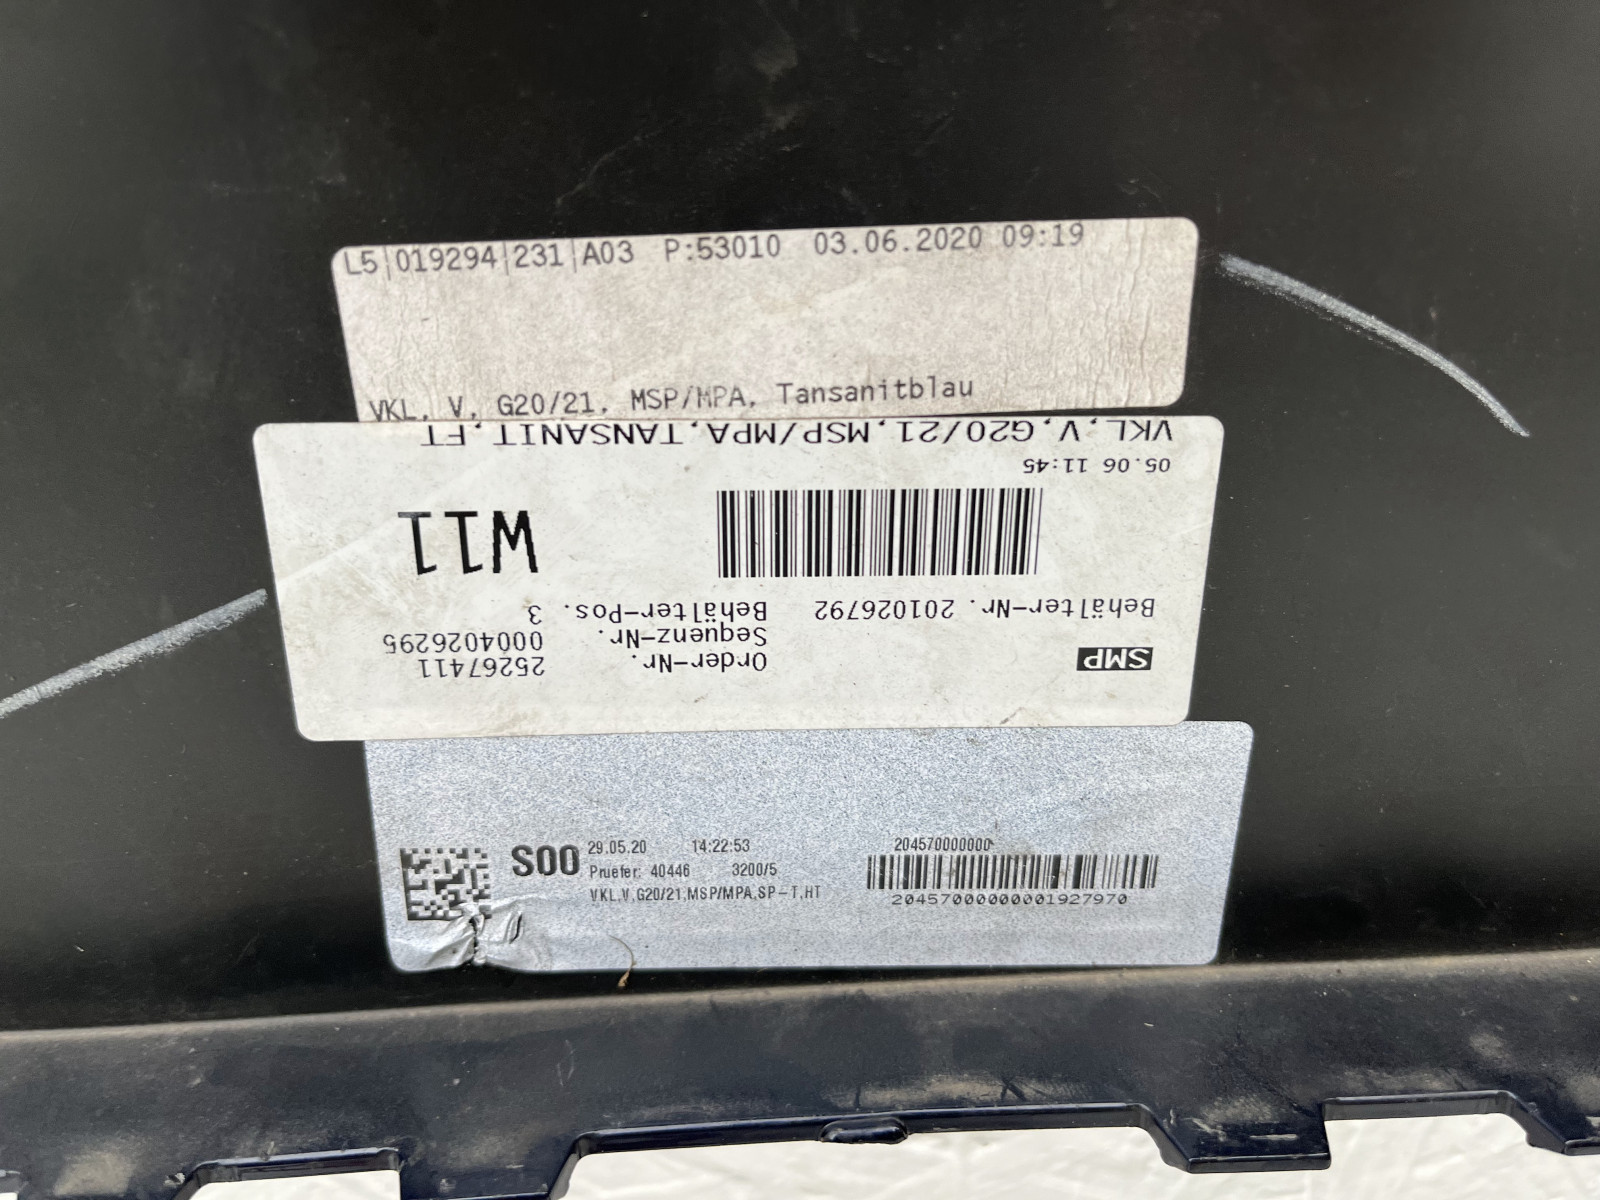 L5|019294|231|A03 P:53010 03.06.2020 09:19
VKL, V, G20/21, MSP/MPA, Tansanitblau
SMP
Order-Nr. 25267411
Sequenz-Nr. 0004026295
Behälter-Nr. 201026792 Behälter-Pos. 3
W11
05.06 11:45
VKL,V,G20/21,MSP/MPA,TANSANIT,FT
S00
29.05.20 14:22:53
Pruefer: 40446 3200/5
VKL,V,G20/21,MSP/MPA,SP-T,HT
204570000000
20457000000001927970